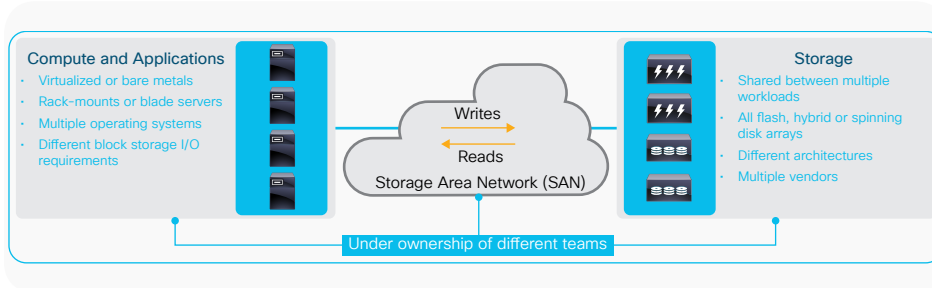 Compute and Applications
· Virtualized or bare metals
· Rack-mounts or blade servers
· Multiple operating systems
· Different block storage I/O
requirements
Writes
Reads
Storage Area Network (SAN)
Storage
· Shared between multiple
workloads
· All flash, hybrid or spinning
disk arrays
· Different architectures
· Multiple vendors
Under ownership of different teams